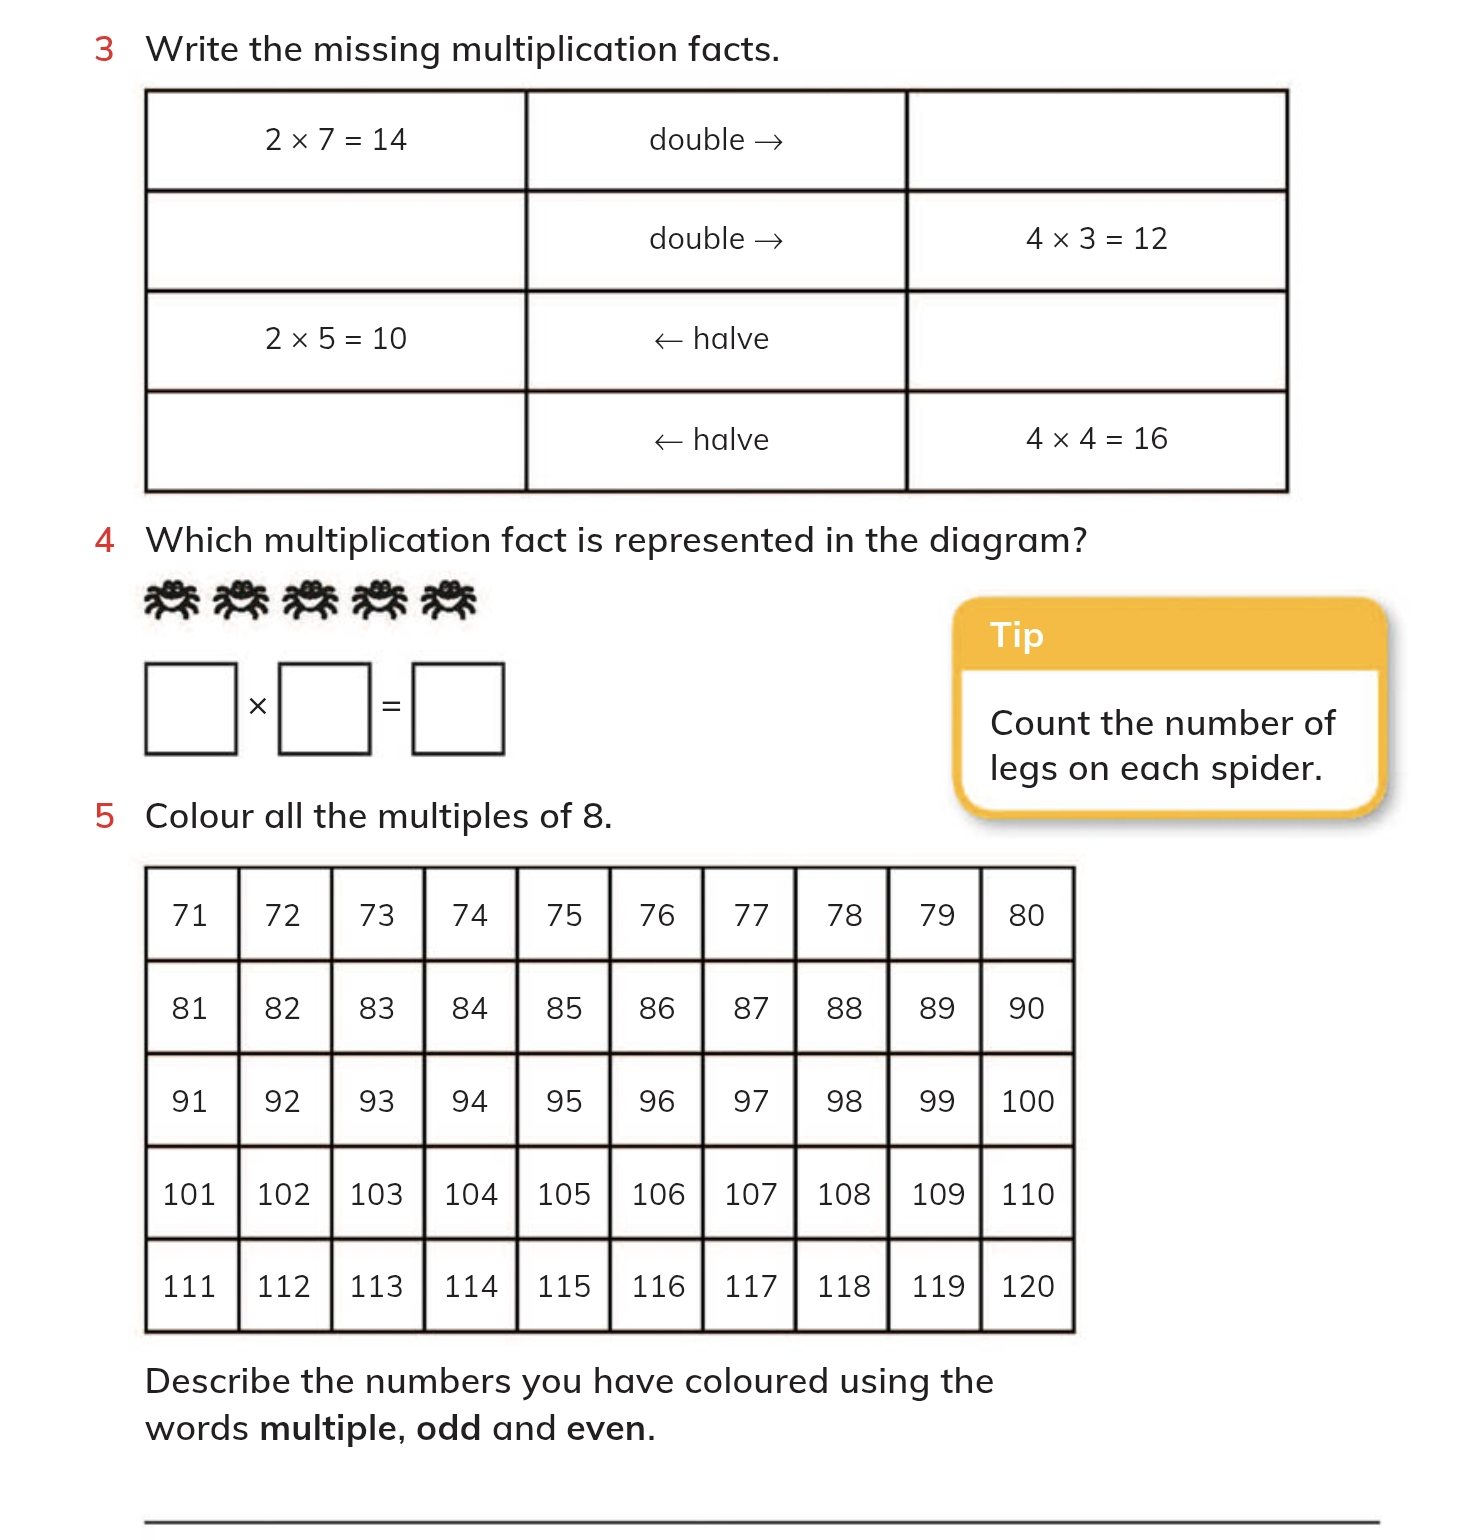 3 Write the missing multiplication facts.
2 × 7 = 14 double →
double → 4 × 3 = 12
2 × 5 = 10 ← halve
← halve 4 × 4 = 16
4 Which multiplication fact is represented in the diagram?
× =
Tip
Count the number of
legs on each spider.
5 Colour all the multiples of 8.
71 72 73 74 75 76 77 78 79 80
81 82 83 84 85 86 87 88 89 90
91 92 93 94 95 96 97 98 99 100
101 102 103 104 105 106 107 108 109 110
111 112 113 114 115 116 117 118 119 120
Describe the numbers you have coloured using the
words multiple, odd and even.